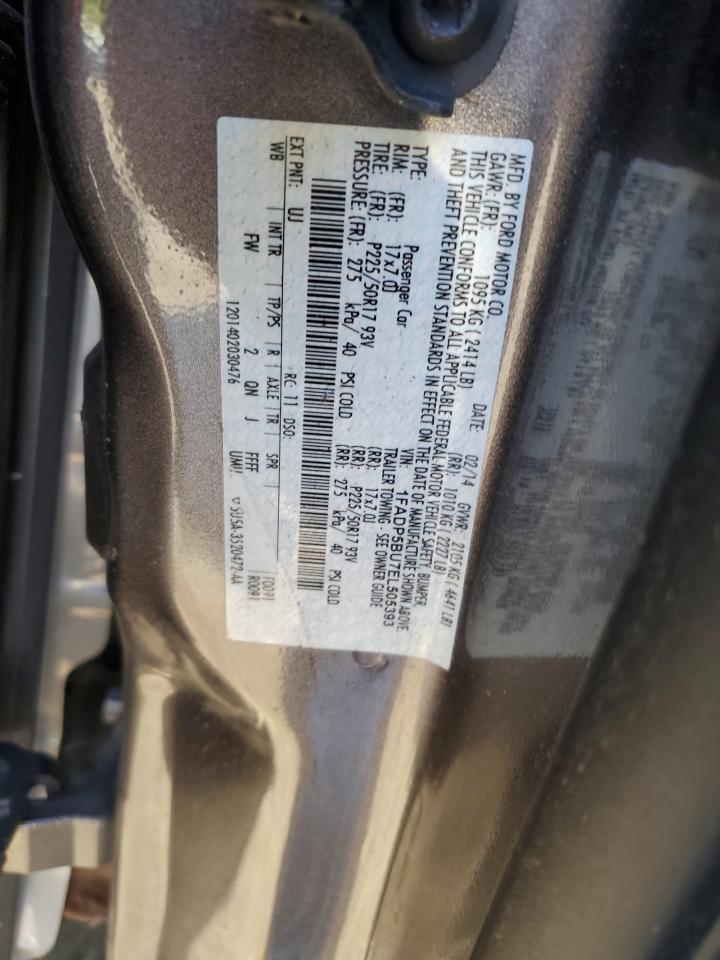 MFD. BY FORD MOTOR CO.
DATE: 02/14 GVWR: 2105 KG ( 4641 LB)
GAWR: (FR): 1095 KG ( 2414 LB) (RR): 1010 KG ( 2227 LB)
THIS VEHICLE CONFORMS TO ALL APPLICABLE FEDERAL MOTOR VEHICLE SAFETY, BUMPER,
AND THEFT PREVENTION STANDARDS IN EFFECT ON THE DATE OF MANUFACTURE SHOWN ABOVE
VIN: 1FADP5BU7EL505393
TYPE: Passenger Car TRAILER TOWING - SEE OWNER GUIDE
RIM: (FR): 17x7.0J (RR): 17x7.0J
TIRE: (FR): P225/50R17 93V (RR): P225/50R17 93V
PRESSURE: (FR): 275 kPa/ 40 PSI COLD (RR): 275 kPa/ 40 PSI COLD
EXT PNT: UJ RC: 11 DSO:
WB | INT TR | TP/PS | R | AXLE | TR | SPR |
FW 2 QN J FFFF
1201402030476 UMU!